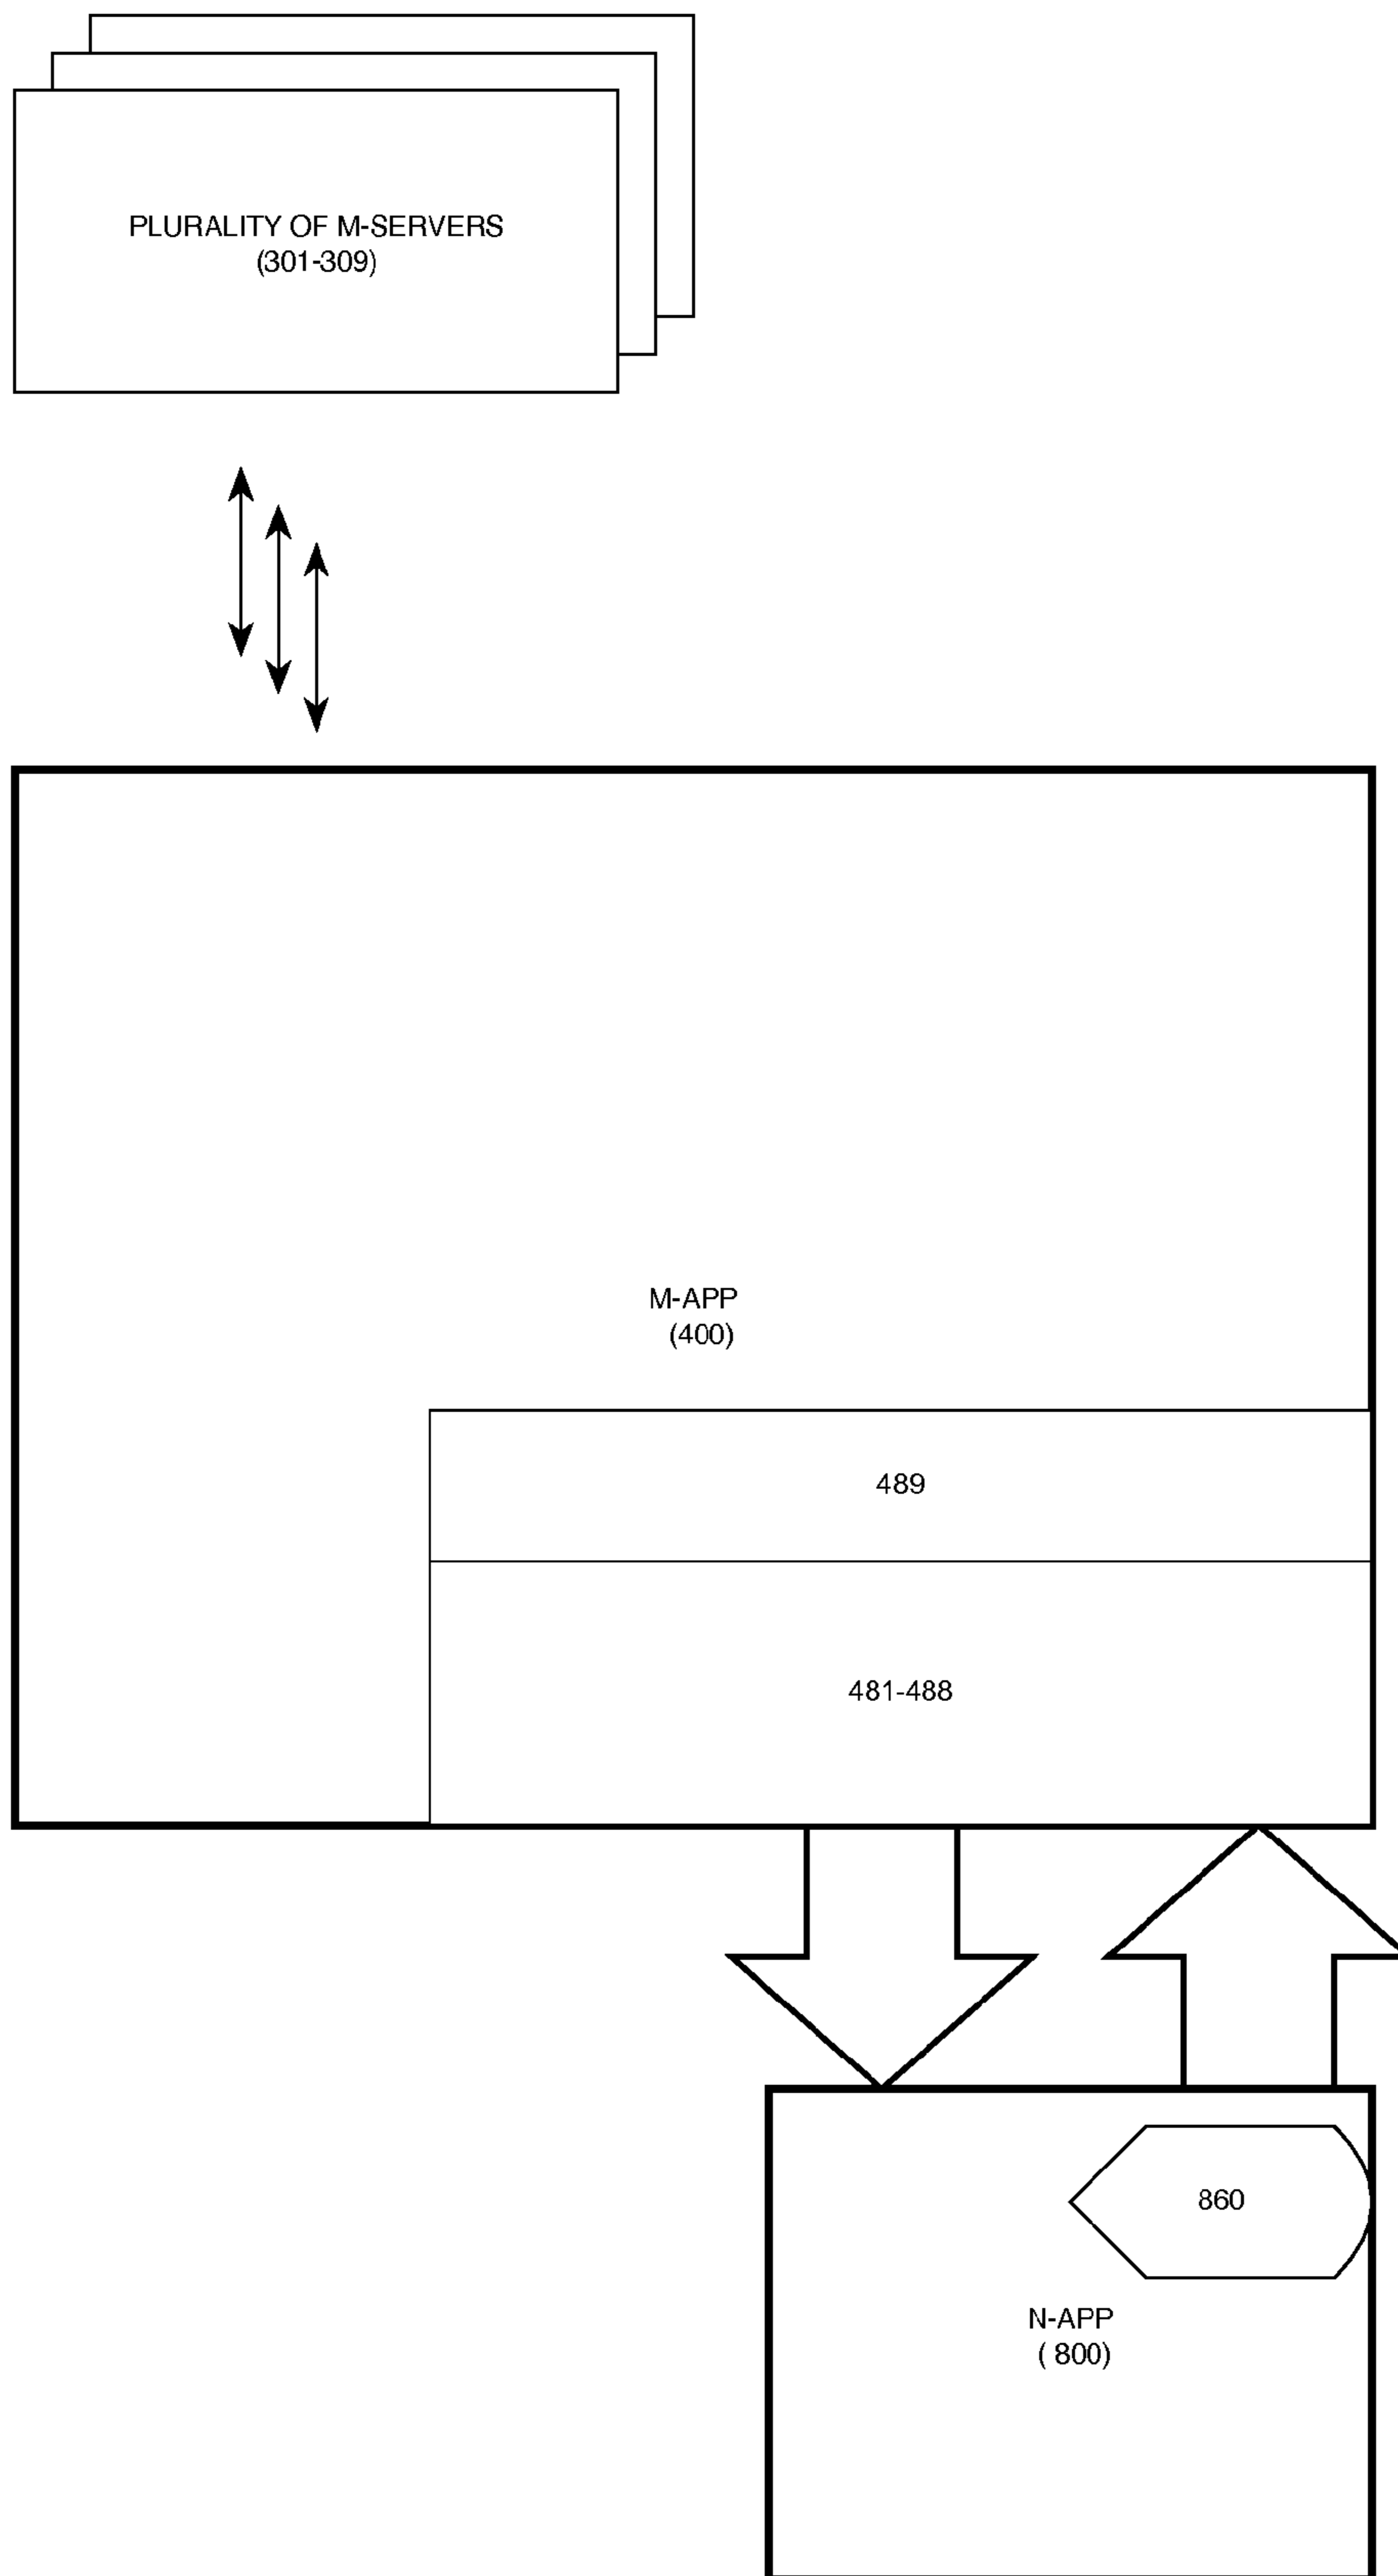 PLURALITY OF M-SERVERS
(301-309)
M-APP
(400)
489
481-488
860
N-APP
( 800)